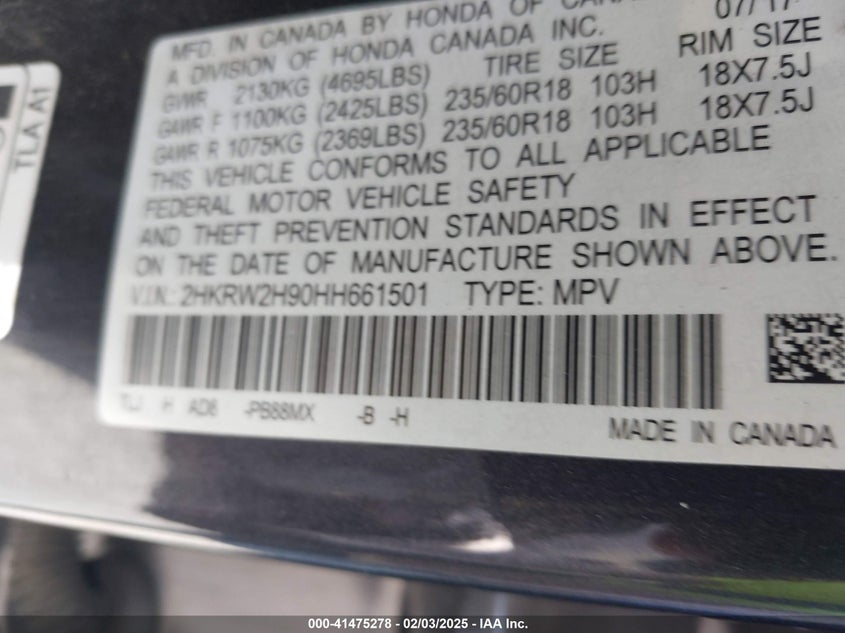 MFD. IN CANADA BY HONDA OF
07/17
A DIVISION OF HONDA CANADA INC.
GVWR 2130KG (4695LBS) TIRE SIZE RIM SIZE
GAWR F 1100KG (2425LBS) 235/60R18 103H 18X7.5J
GAWR R 1075KG (2369LBS) 235/60R18 103H 18X7.5J
THIS VEHICLE CONFORMS TO ALL APPLICABLE
FEDERAL MOTOR VEHICLE SAFETY
AND THEFT PREVENTION STANDARDS IN EFFECT
ON THE DATE OF MANUFACTURE SHOWN ABOVE.
V.I.N.: 2HKRW2H90HH661501 TYPE: MPV
TLJ H AD8 -PB88MX -B -H
MADE IN CANADA
TLA A1
000-41475278 - 02/03/2025 - IAA Inc.